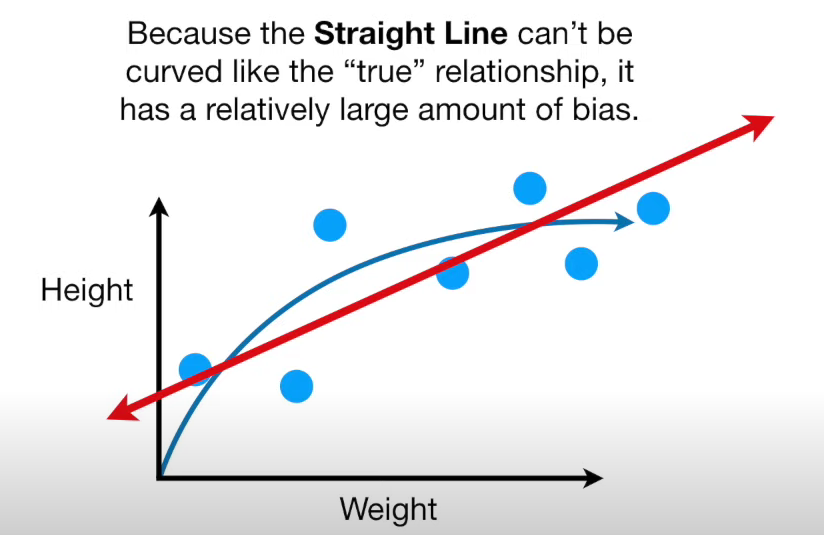 Because the Straight Line can’t be
curved like the “true” relationship, it
has a relatively large amount of bias.
Height
Weight